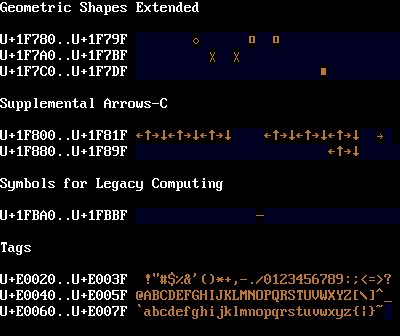 Geometric Shapes Extended
U+1F780..U+1F79F ◇ ▯ ▯
U+1F7A0..U+1F7BF ╳ ╳
U+1F7C0..U+1F7DF ■
Supplemental Arrows-C
U+1F800..U+1F81F ←↑→↓←↑→↓←↑→↓ ←↑→↓←↑→↓←↑→↓ →
U+1F880..U+1F89F ←↑→↓
Symbols for Legacy Computing
U+1FBA0..U+1FBBF ─
Tags
U+E0020..U+E003F  !"#$%&'()*+,-./0123456789:;<=>?
U+E0040..U+E005F @ABCDEFGHIJKLMNOPQRSTUVWXYZ[\]^_
U+E0060..U+E007F `abcdefghijklmnopqrstuvwxyz{¦}~